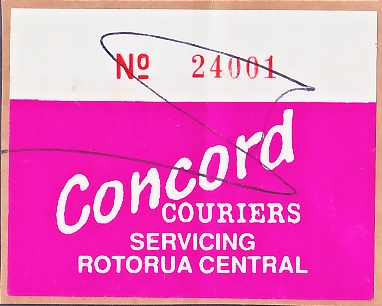 Nº 24001
Concord
COURIERS
SERVICING
ROTORUA CENTRAL